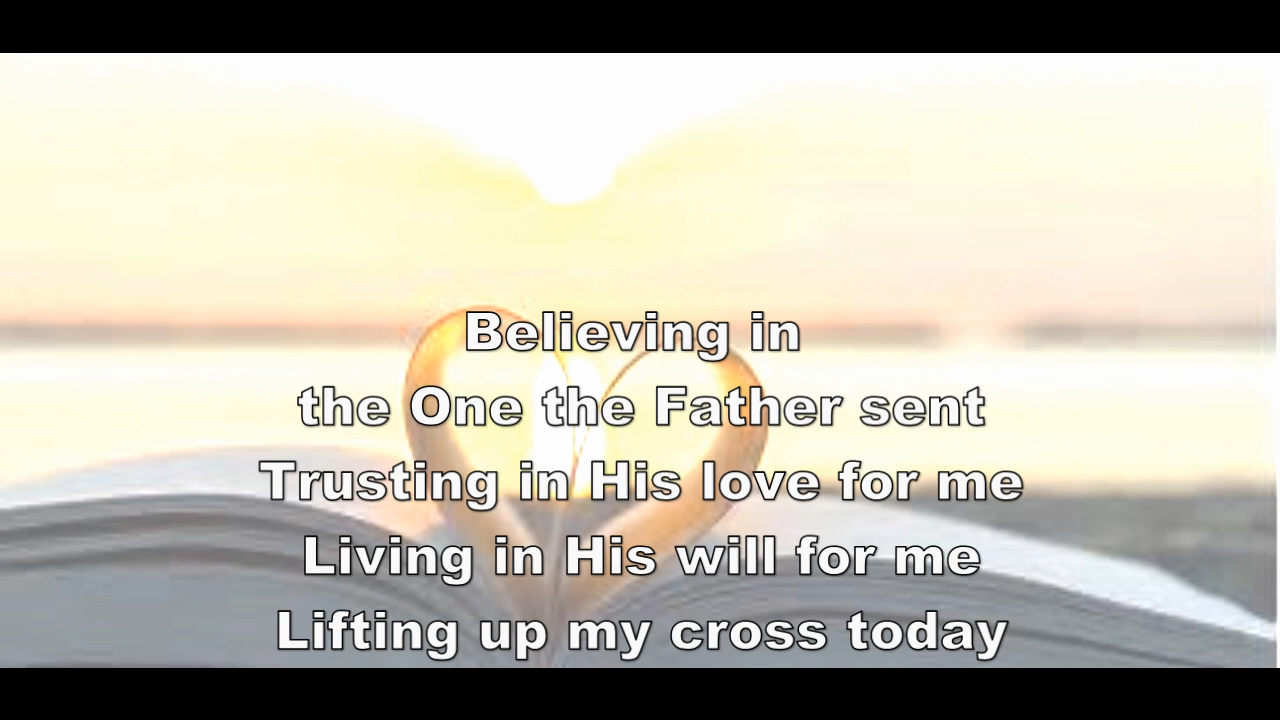 Believing in
the One the Father sent
Trusting in His love for me
Living in His will for me
Lifting up my cross today